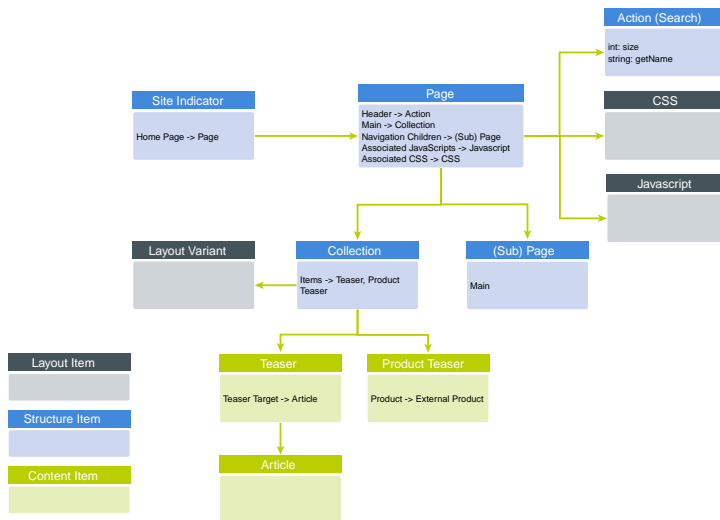 Action (Search)
int: size
string: getName
Page
Header -> Action
Main -> Collection
Navigation Children -> (Sub) Page
Associated JavaScripts -> Javascript
Associated CSS -> CSS
Site Indicator
Home Page -> Page
CSS
Javascript
Layout Variant
Collection
Items -> Teaser, Product
Teaser
(Sub) Page
Main
Layout Item
Teaser
Teaser Target -> Article
Product Teaser
Product -> External Product
Structure Item
Article
Content Item